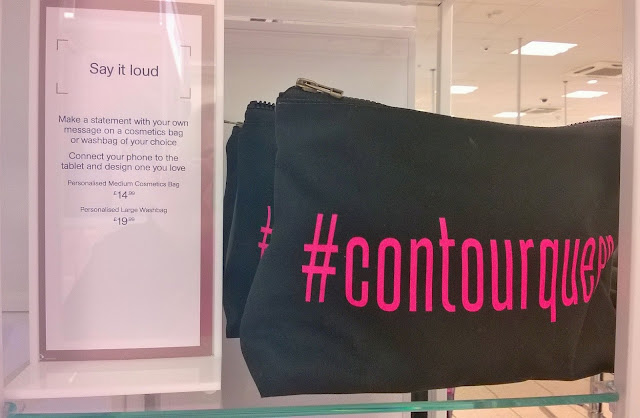 Say it loud
Make a statement with your own
message on a cosmetics bag
or washbag of your choice
Connect your phone to the
tablet and design one you love
Personalised Medium Cosmetics Bag
£14.99
Personalised Large Washbag
£19.99
#contourqueen
#